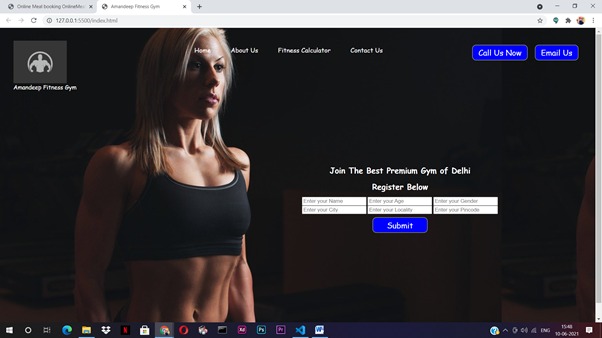 Online Meal booking OnlineMea
Amandeep Fitness Gym
127.0.0.1:5500/index.html
Home About Us Fitness Calculator Contact Us
Call Us Now Email Us
Amandeep Fitness Gym
Join The Best Premium Gym of Delhi
Register Below
Enter your Name Enter your Age Enter your Gender
Enter your City Enter your Locality Enter your Pincode
Submit
ENG
15:48
10-06-2021